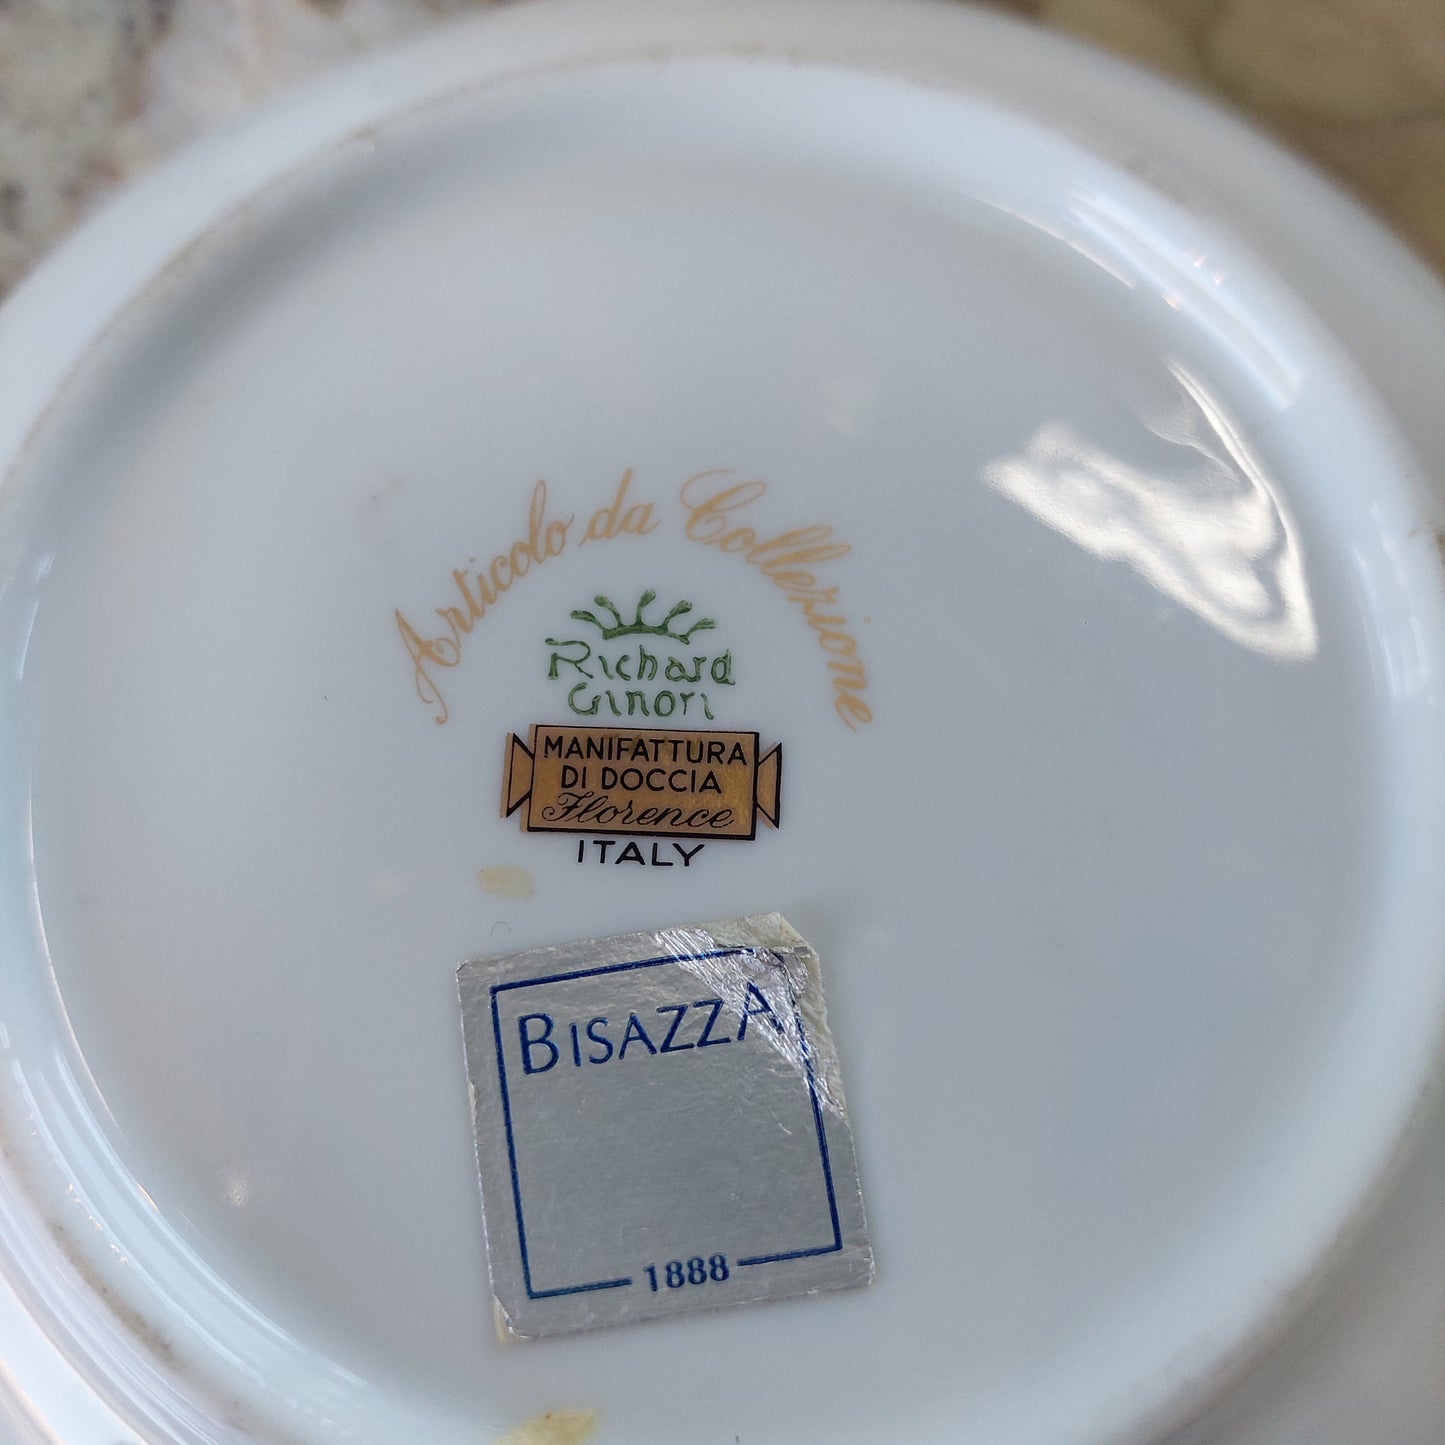 Articolo da Collezione
Richard
Ginori
MANIFATTURA
DI DOCCIA
Florence
ITALY
BISAZZA
1888